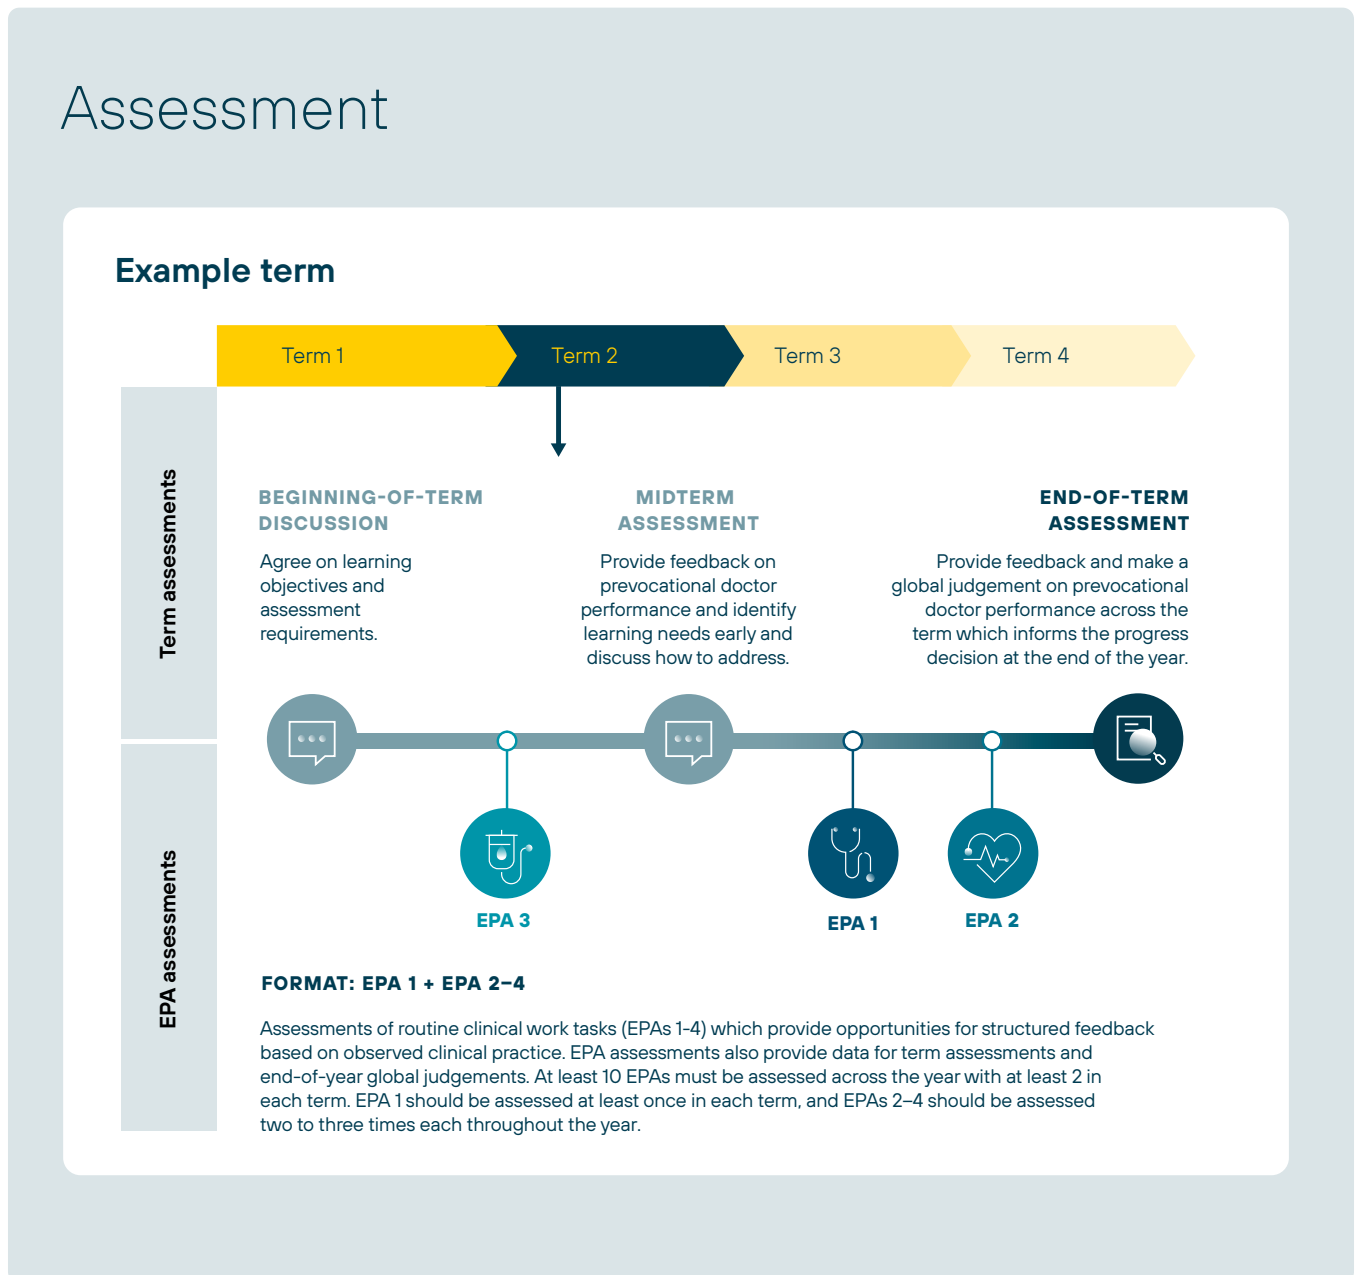 Assessment
Example term
Term 1
Term 2
Term 3
Term 4
Term assessments
BEGINNING-OF-TERM
DISCUSSION
Agree on learning
objectives and
assessment
requirements.
MIDTERM
ASSESSMENT
Provide feedback on
prevocational doctor
performance and identify
learning needs early and
discuss how to address.
END-OF-TERM
ASSESSMENT
Provide feedback and make a
global judgement on prevocational
doctor performance across the
term which informs the progress
decision at the end of the year.
EPA assessments
EPA 3
EPA 1
EPA 2
FORMAT: EPA 1 + EPA 2–4
Assessments of routine clinical work tasks (EPAs 1-4) which provide opportunities for structured feedback
based on observed clinical practice. EPA assessments also provide data for term assessments and
end-of-year global judgements. At least 10 EPAs must be assessed across the year with at least 2 in
each term. EPA 1 should be assessed at least once in each term, and EPAs 2–4 should be assessed
two to three times each throughout the year.